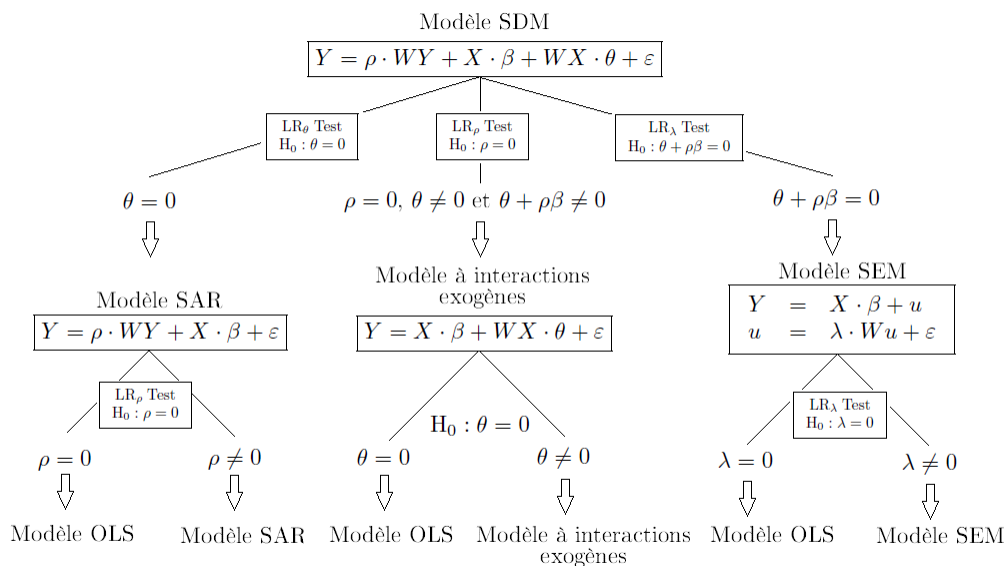 Modèle SDM
Y = ρ · WY + X · β + WX · θ + ε
LRθ Test
H0 : θ = 0
LRρ Test
H0 : ρ = 0
LRλ Test
H0 : θ + ρβ = 0
θ = 0
ρ = 0, θ ≠ 0 et θ + ρβ ≠ 0
θ + ρβ = 0
Modèle SAR
Y = ρ · WY + X · β + ε
Modèle à interactions
exogènes
Y = X · β + WX · θ + ε
Modèle SEM
Y = X · β + u
u = λ · Wu + ε
LRρ Test
H0 : ρ = 0
H0 : θ = 0
LRλ Test
H0 : λ = 0
ρ = 0
ρ ≠ 0
θ = 0
θ ≠ 0
λ = 0
λ ≠ 0
Modèle OLS
Modèle SAR
Modèle OLS
Modèle à interactions
exogènes
Modèle OLS
Modèle SEM